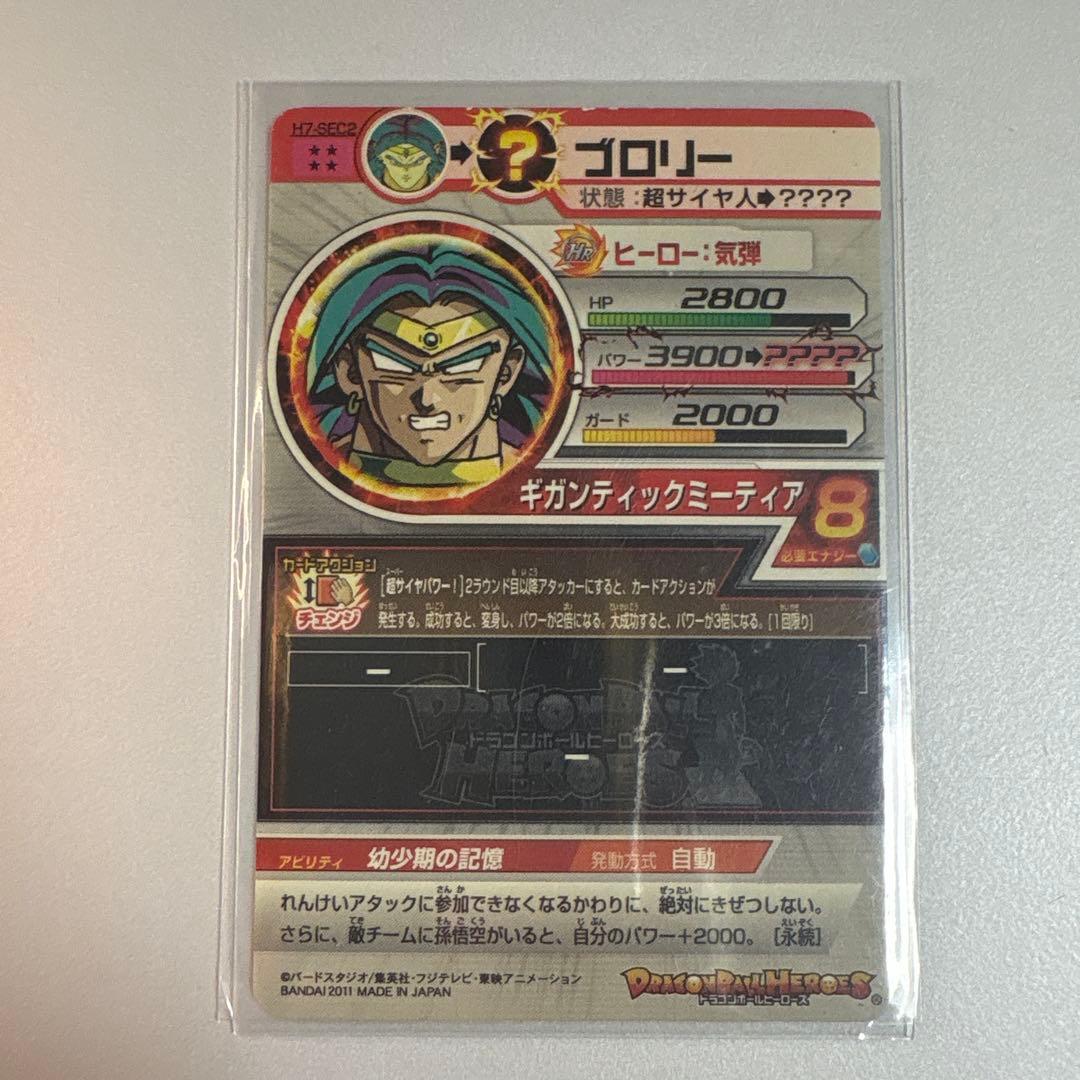 H7-SEC2
★★
★★
?
ブロリー
状態:超サイヤ人➡????
HR ヒーロー:気弾
HP 2800
パワー 3900➡????
ガード 2000
ギガンティックミーティア
8
必要エナジー
カードアクション
チェンジ
[超サイヤパワー!]2ラウンド目以降アタッカーにすると、カードアクションが
発生する。成功すると、変身し、パワーが2倍になる。大成功すると、パワーが3倍になる。[1回限り]
ー
ー
DRAGON BALL
ドラゴンボールヒーローズ
HEROES
ー
アビリティ 幼少期の記憶 発動方式 自動
れんけいアタックに参加できなくなるかわりに、絶対にきぜつしない。
さらに、敵チームに孫悟空がいると、自分のパワー+2000。 [永続]
©バードスタジオ/集英社・フジテレビ・東映アニメーション
BANDAI 2011 MADE IN JAPAN
DRAGON BALL HEROES
ドラゴンボールヒーローズ